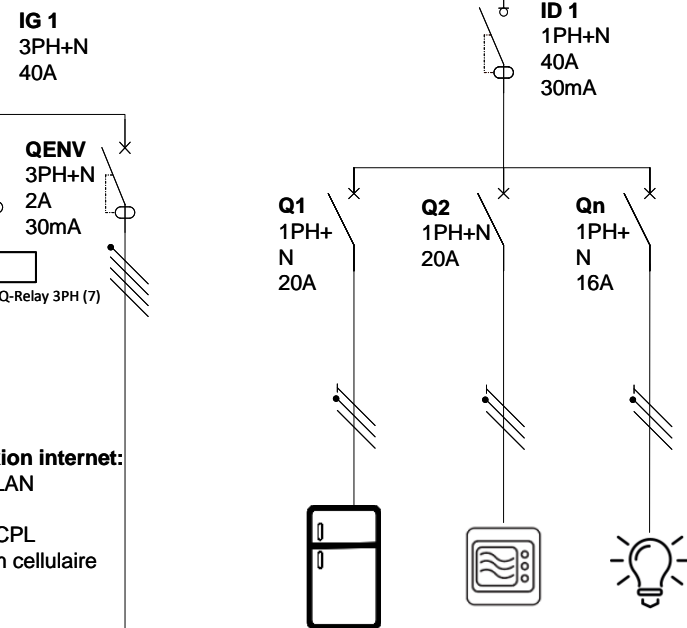 IG 1
3PH+N
40A
ID 1
1PH+N
40A
30mA
QENV
3PH+N
2A
30mA
Q-Relay 3PH (7)
Q1
1PH+
N
20A
Q2
1PH+N
20A
Qn
1PH+
N
16A
ion internet:
LAN
CPL
n cellulaire